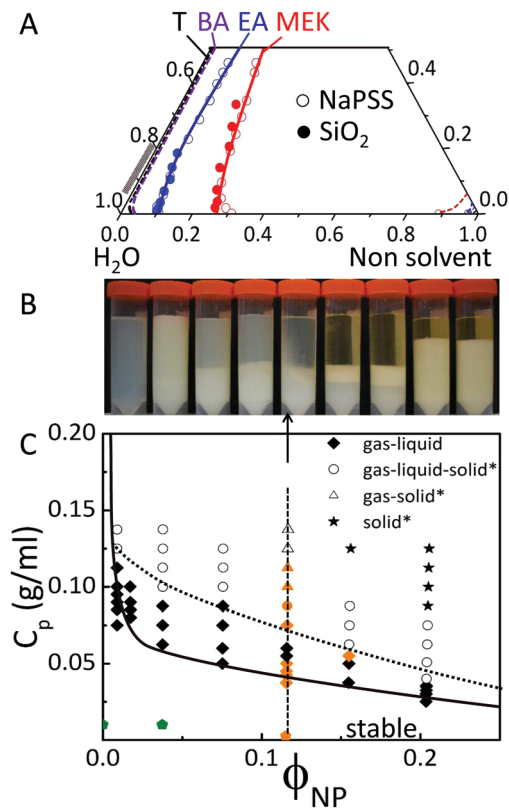 A
T BA EA MEK
0.6
0.4
NaPSS
SiO₂
0.8
0.2
1.0
0.0
0.0 0.2 0.4 0.6 0.8 1.0
H₂O Non solvent
B
C
0.20
gas-liquid
gas-liquid-solid*
gas-solid*
solid*
0.15
0.10
0.05
Cp (g/ml)
stable
0.0 0.1 0.2
ϕNP